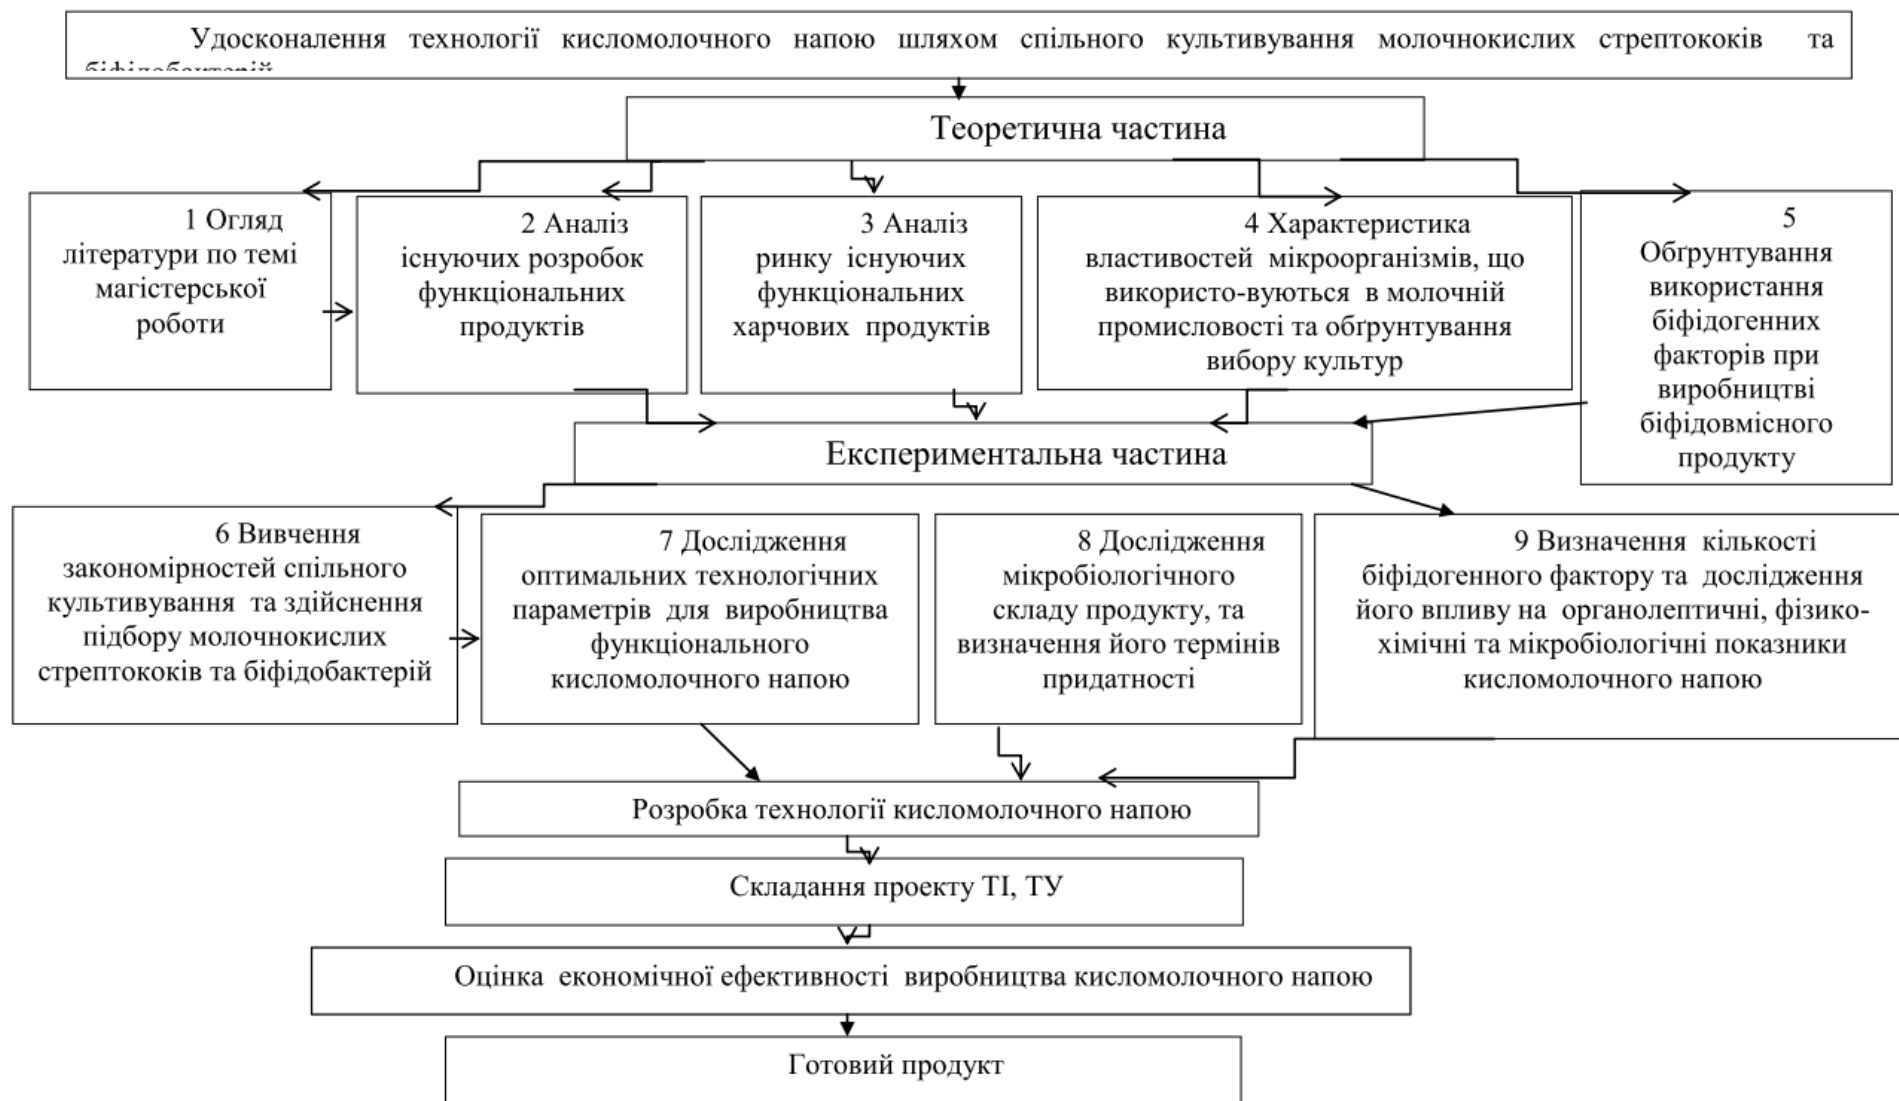 Удосконалення технології кисломолочного напою шляхом спільного культивування молочнокислих стрептококів та
біфідобактерій
Теоретична частина
1 Огляд
літератури по темі
магістерської
роботи
2 Аналіз
існуючих розробок
функціональних
продуктів
3 Аналіз
ринку існуючих
функціональних
харчових продуктів
4 Характеристика
властивостей мікроорганізмів, що
використо-вуються в молочній
промисловості та обґрунтування
вибору культур
5
Обґрунтування
використання
біфідогенних
факторів при
виробництві
біфідовмісного
продукту
Експериментальна частина
6 Вивчення
закономірностей спільного
культивування та здійснення
підбору молочнокислих
стрептококів та біфідобактерій
7 Дослідження
оптимальних технологічних
параметрів для виробництва
функціонального
кисломолочного напою
8 Дослідження
мікробіологічного
складу продукту, та
визначення його термінів
придатності
9 Визначення кількості
біфідогенного фактору та дослідження
його впливу на органолептичні, фізико-
хімічні та мікробіологічні показники
кисломолочного напою
Розробка технології кисломолочного напою
Складання проекту ТІ, ТУ
Оцінка економічної ефективності виробництва кисломолочного напою
Готовий продукт